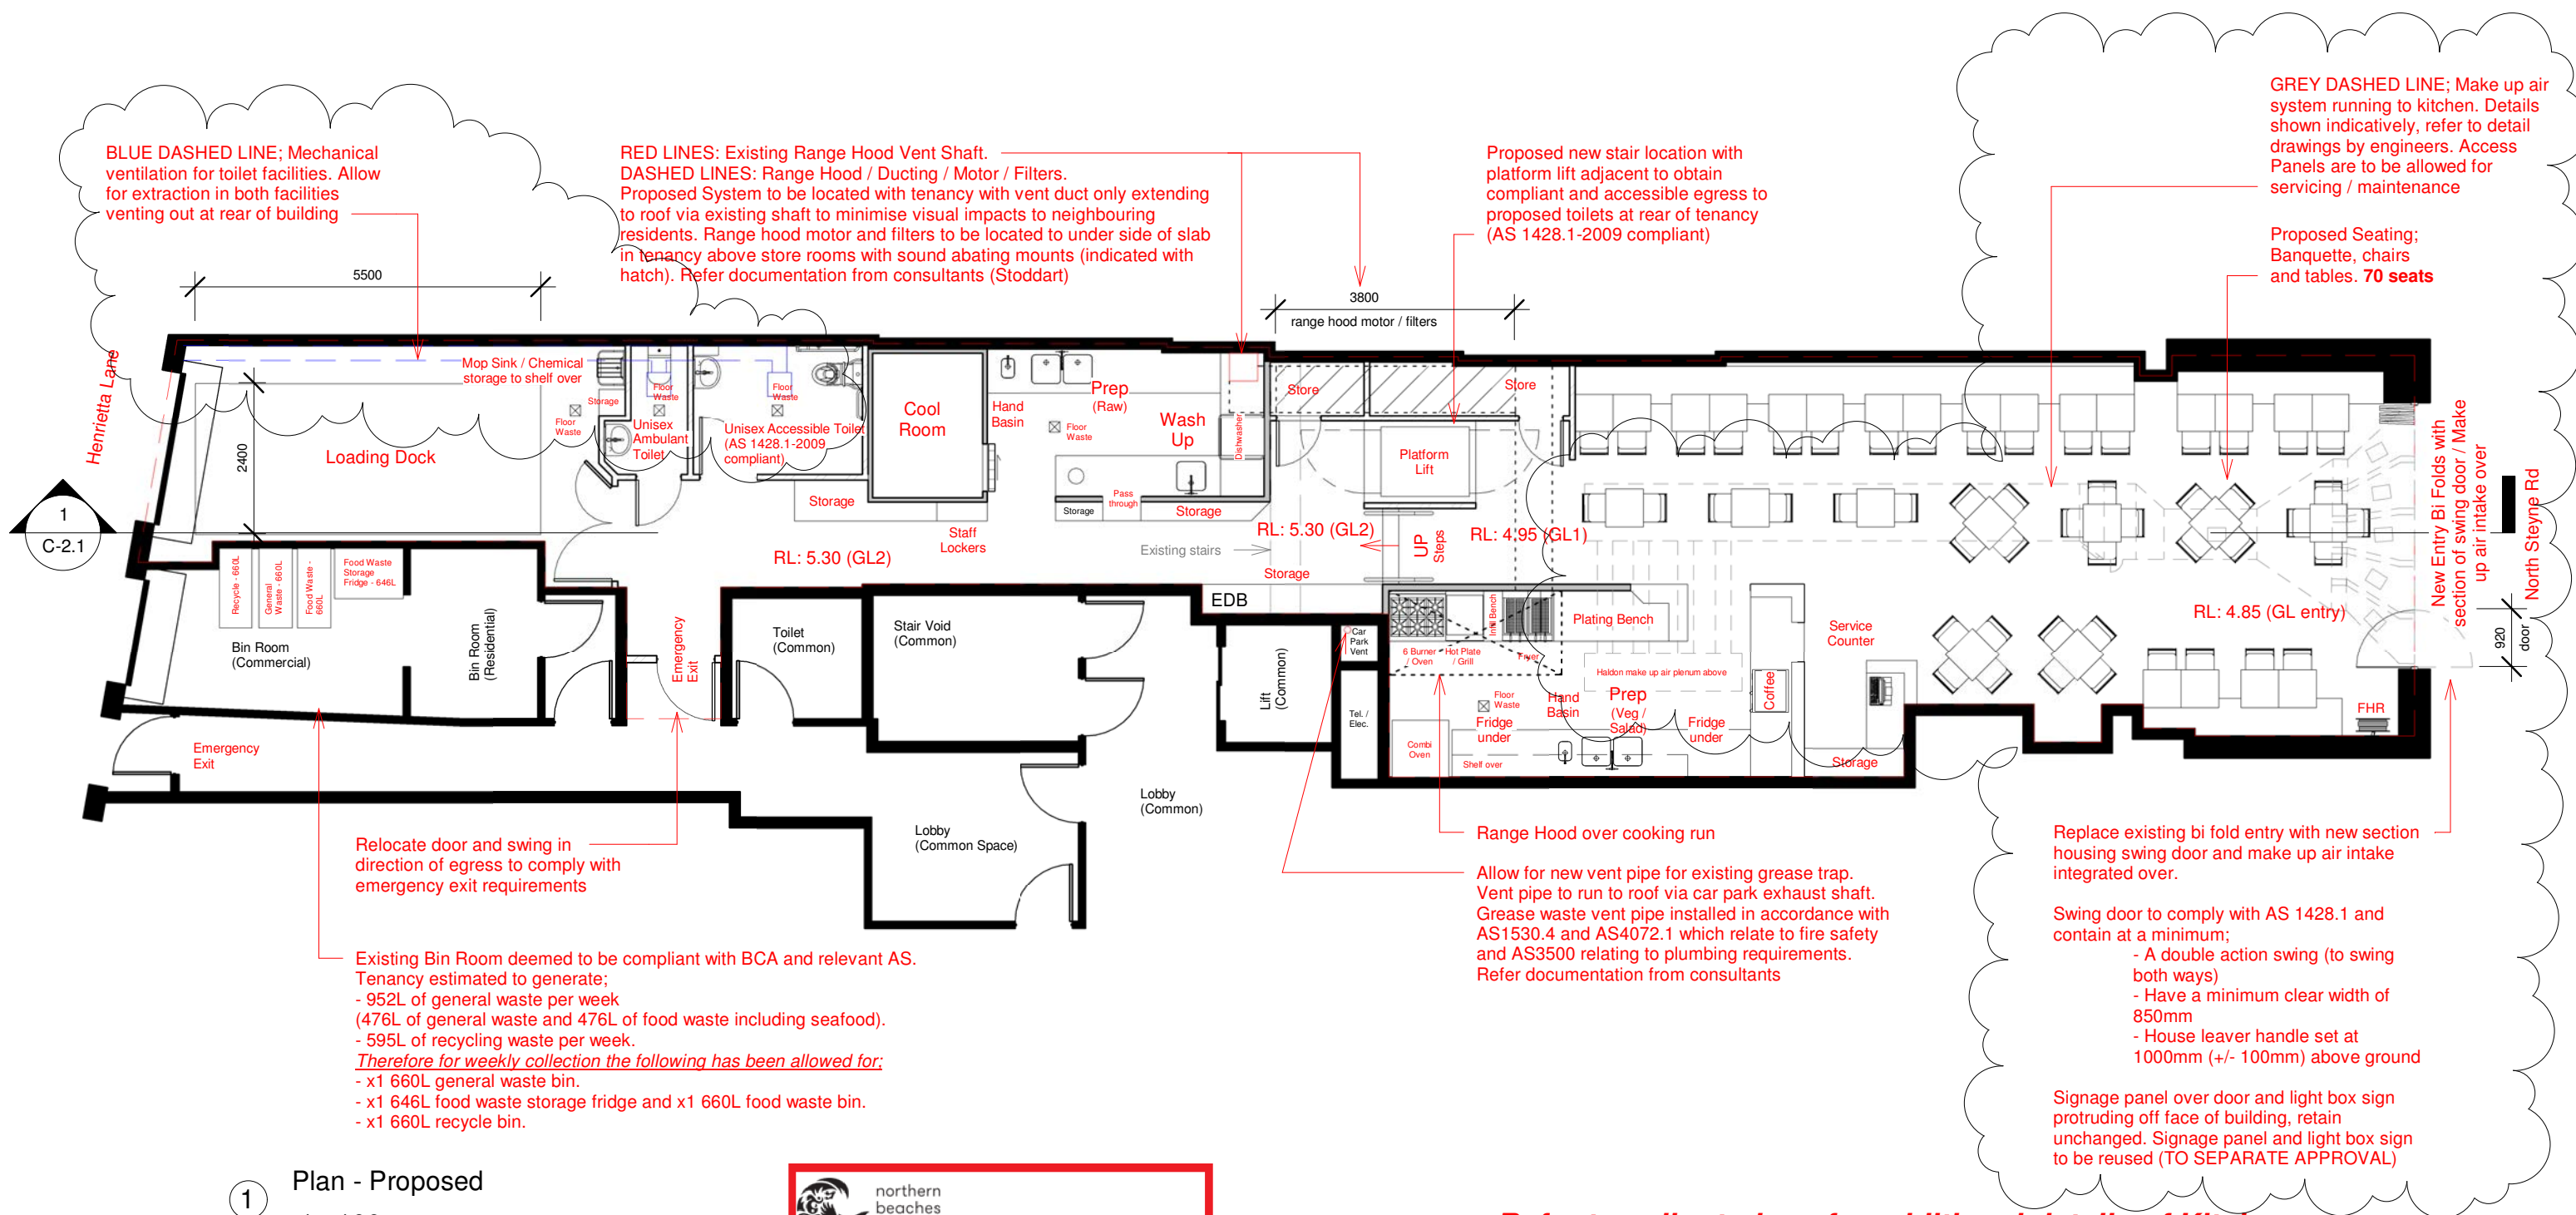 BLUE DASHED LINE; Mechanical
ventilation for toilet facilities. Allow
for extraction in both facilities
venting out at rear of building
RED LINES: Existing Range Hood Vent Shaft.
DASHED LINES: Range Hood / Ducting / Motor / Filters.
Proposed System to be located with tenancy with vent duct only extending
to roof via existing shaft to minimise visual impacts to neighbouring
residents. Range hood motor and filters to be located to under side of slab
in tenancy above store rooms with sound abating mounts (indicated with
hatch). Refer documentation from consultants (Stoddart)
Proposed new stair location with
platform lift adjacent to obtain
compliant and accessible egress to
proposed toilets at rear of tenancy
(AS 1428.1-2009 compliant)
GREY DASHED LINE; Make up air
system running to kitchen. Details
shown indicatively, refer to detail
drawings by engineers. Access
Panels are to be allowed for
servicing / maintenance
Proposed Seating;
Banquette, chairs
and tables. 70 seats
5500
3800
range hood motor / filters
Henrietta Lane
2400
Loading Dock
Mop Sink / Chemical
storage to shelf over
Storage
Floor
Waste
Floor
Waste
Unisex
Ambulant
Toilet
Floor
Waste
Unisex Accessible Toilet
(AS 1428.1-2009
compliant)
Storage
Cool
Room
Staff
Lockers
Hand
Basin
Prep
(Raw)
Floor
Waste
Wash
Up
Dishwasher
Storage
Pass
through
Storage
Store
Store
Platform
Lift
UP
Steps
RL: 5.30 (GL2)
RL: 5.30 (GL2)
RL: 4.95 (GL1)
RL: 4.85 (GL entry)
Existing stairs
Storage
EDB
New Entry Bi Folds with
section of swing door / Make
up air intake over
North Steyne Rd
920
door
1
C-2.1
Recycle - 660L
General
Waste - 660L
Food Waste -
660L
Food Waste
Storage
Fridge - 646L
Bin Room
(Commercial)
Bin Room
(Residential)
Emergency
Exit
Emergency
Exit
Toilet
(Common)
Stair Void
(Common)
Lift
(Common)
Car
Park
Vent
Tel. /
Elec.
Lobby
(Common Space)
Lobby
(Common)
6 Burner
/ Oven
Hot Plate
/ Grill
Infil Bench
Fryer
Plating Bench
Haldon make up air plenum above
Floor
Waste
Hand
Basin
Prep
(Veg /
Salad)
Fridge
under
Fridge
under
Combi
Oven
Shelf over
Coffee
Service
Counter
Storage
FHR
Relocate door and swing in
direction of egress to comply with
emergency exit requirements
Existing Bin Room deemed to be compliant with BCA and relevant AS.
Tenancy estimated to generate;
- 952L of general waste per week
(476L of general waste and 476L of food waste including seafood).
- 595L of recycling waste per week.
Therefore for weekly collection the following has been allowed for;
- x1 660L general waste bin.
- x1 646L food waste storage fridge and x1 660L food waste bin.
- x1 660L recycle bin.
Range Hood over cooking run
Allow for new vent pipe for existing grease trap.
Vent pipe to run to roof via car park exhaust shaft.
Grease waste vent pipe installed in accordance with
AS1530.4 and AS4072.1 which relate to fire safety
and AS3500 relating to plumbing requirements.
Refer documentation from consultants
Replace existing bi fold entry with new section
housing swing door and make up air intake
integrated over.
Swing door to comply with AS 1428.1 and
contain at a minimum;
- A double action swing (to swing
both ways)
- Have a minimum clear width of
850mm
- House leaver handle set at
1000mm (+/- 100mm) above ground
Signage panel over door and light box sign
protruding off face of building, retain
unchanged. Signage panel and light box sign
to be reused (TO SEPARATE APPROVAL)
1
Plan - Proposed
northern
beaches